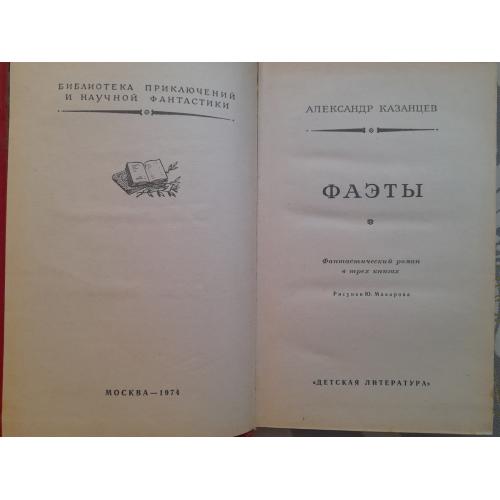 БИБЛИОТЕКА ПРИКЛЮЧЕНИЙ
И НАУЧНОЙ ФАНТАСТИКИ
МОСКВА—1974
АЛЕКСАНДР КАЗАНЦЕВ
ФАЭТЫ
Фантастический роман
в трех книгах
Рисунки Ю. Макарова
«ДЕТСКАЯ ЛИТЕРАТУРА»